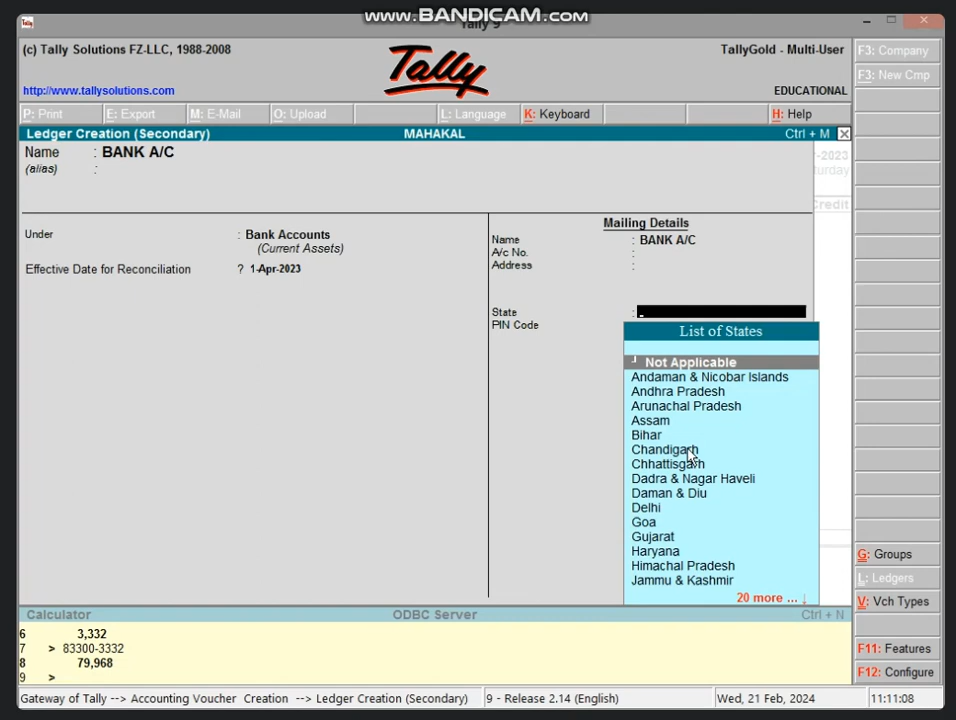 www.BANDICAM.com
Tally 9
(c) Tally Solutions FZ-LLC, 1988-2008
Tally
TallyGold - Multi-User
http://www.tallysolutions.com
EDUCATIONAL
P: Print E: Export M: E-Mail O: Upload L: Language K: Keyboard H: Help
Ledger Creation (Secondary) MAHAKAL Ctrl + M
Name : BANK A/C
(alias) :
-2023
turday
Credit
Under : Bank Accounts
(Current Assets)
Effective Date for Reconciliation ? 1-Apr-2023
Mailing Details
Name : BANK A/C
A/c No. :
Address :
State :
PIN Code
List of States
Not Applicable
Andaman & Nicobar Islands
Andhra Pradesh
Arunachal Pradesh
Assam
Bihar
Chandigarh
Chhattisgarh
Dadra & Nagar Haveli
Daman & Diu
Delhi
Goa
Gujarat
Haryana
Himachal Pradesh
Jammu & Kashmir
20 more ... ↓
F3: Company
F3: New Cmp
G: Groups
L: Ledgers
V: Vch Types
F11: Features
F12: Configure
Calculator ODBC Server Ctrl + N
6 3,332
7 > 83300-3332
8 79,968
9 >
Gateway of Tally --> Accounting Voucher Creation --> Ledger Creation (Secondary) 9 - Release 2.14 (English) Wed, 21 Feb, 2024 11:11:08